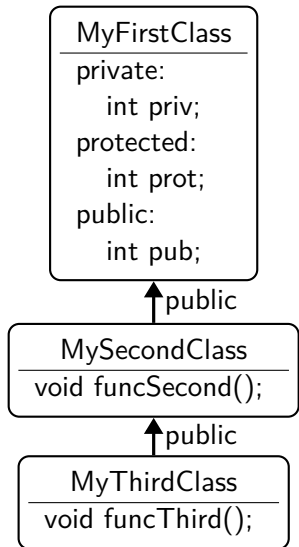 MyFirstClass
private:
int priv;
protected:
int prot;
public:
int pub;
public
MySecondClass
void funcSecond();
public
MyThirdClass
void funcThird();